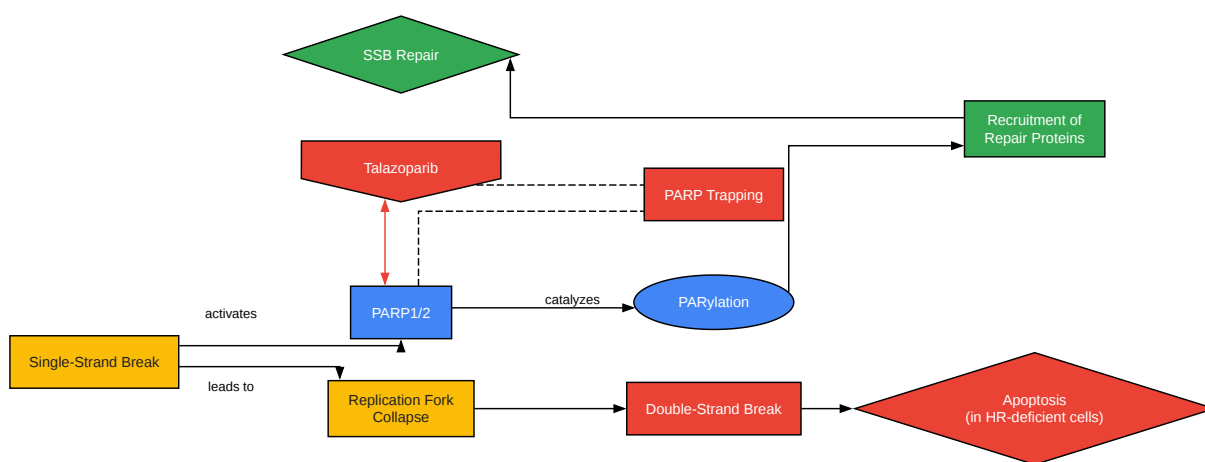 SSB Repair
Recruitment of
Repair Proteins
Talazoparib
PARP Trapping
catalyzes
PARylation
activates
PARP1/2
Single-Strand Break
leads to
Replication Fork
Collapse
Double-Strand Break
Apoptosis
(in HR-deficient cells)